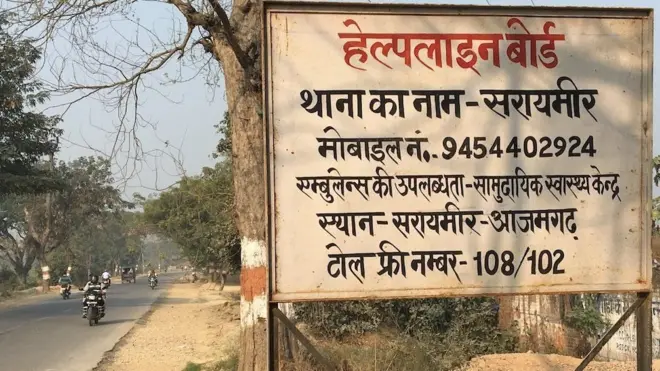 हेल्पलाइन बोर्ड
थाना का नाम-सरायमीर
मोबाइल नं. 9454402924
एम्बुलेन्स की उपलब्धता-सामुदायिक स्वास्थ्य केन्द्र
स्थान-सरायमीर-आजमगढ़
टोल फ्री नम्बर-108/102